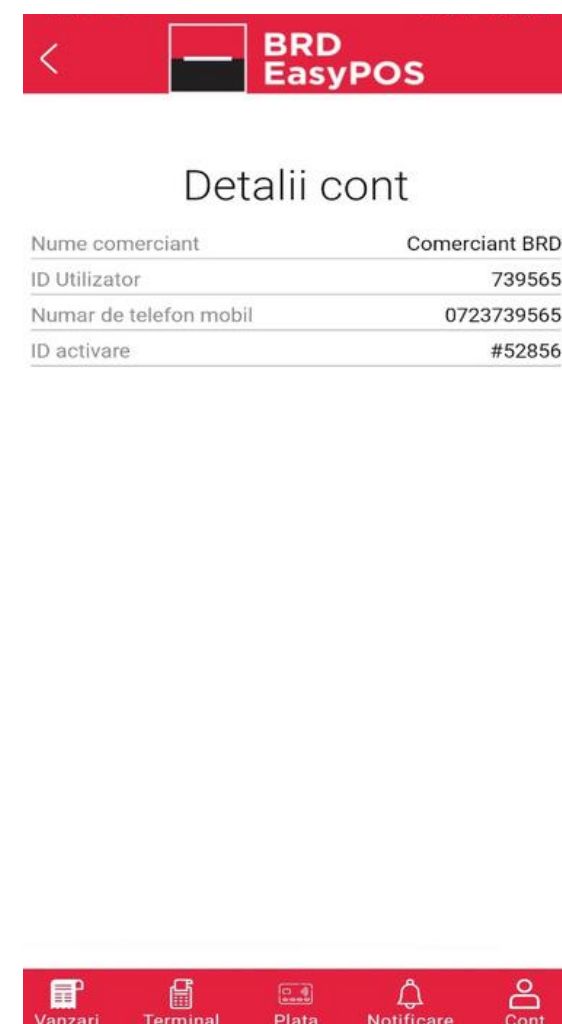 BRD
EasyPOS
Detalii cont
Nume comerciant Comerciant BRD
ID Utilizator 739565
Numar de telefon mobil 0723739565
ID activare #52856
Vanzari Terminal Plata Notificare Cont